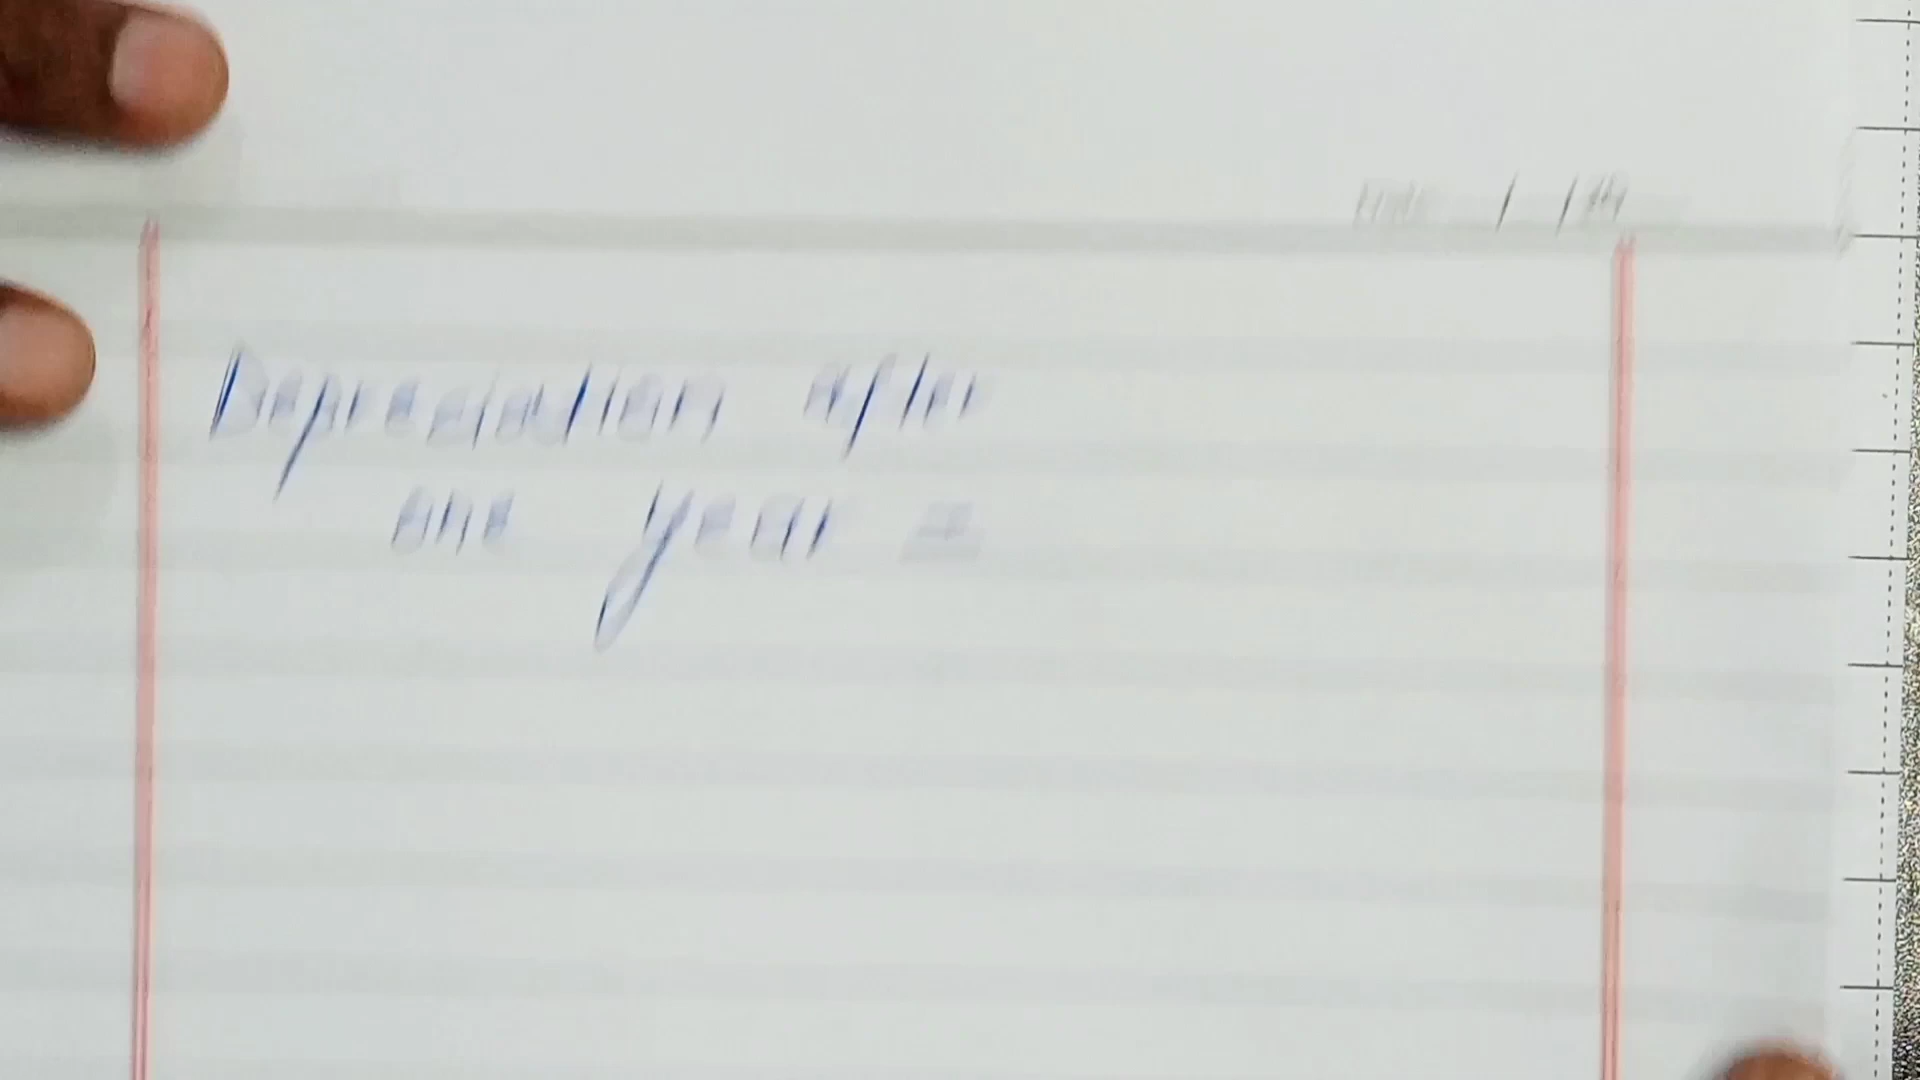 Depreciation after
one year =